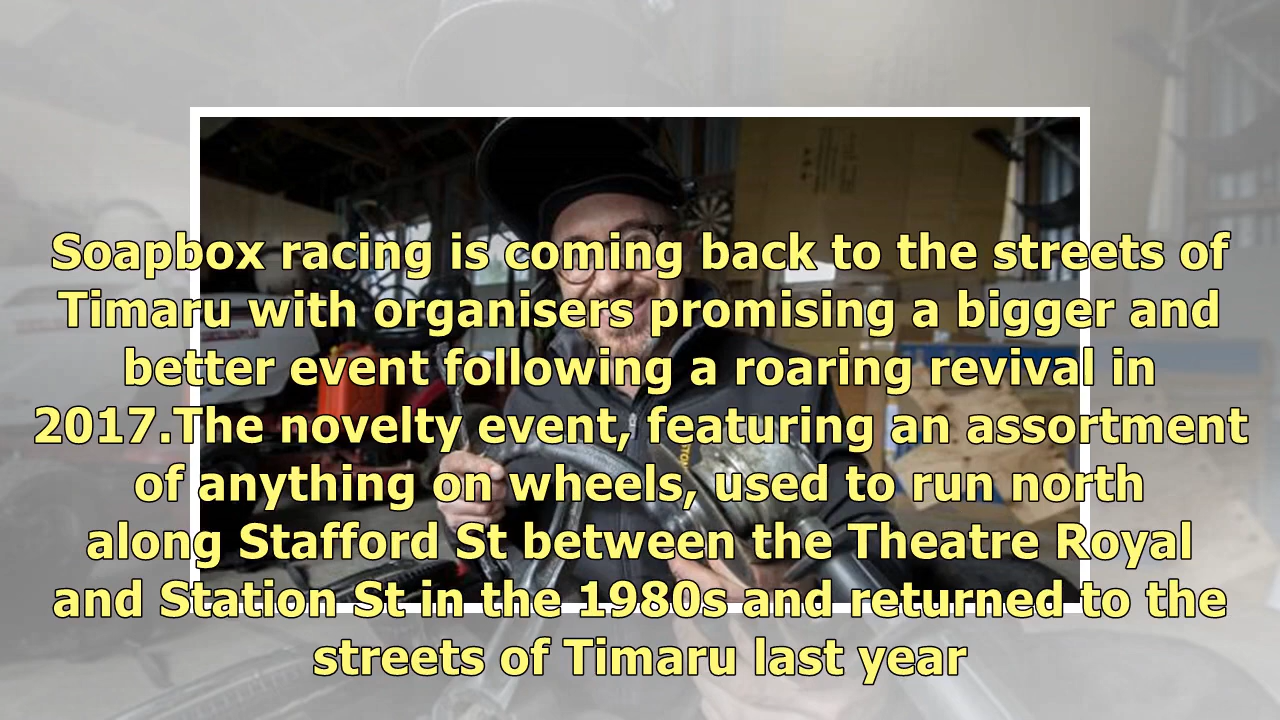 Soapbox racing is coming back to the streets of
Timaru with organisers promising a bigger and
better event following a roaring revival in
2017.The novelty event, featuring an assortment
of anything on wheels, used to run north
along Stafford St between the Theatre Royal
and Station St in the 1980s and returned to the
streets of Timaru last year